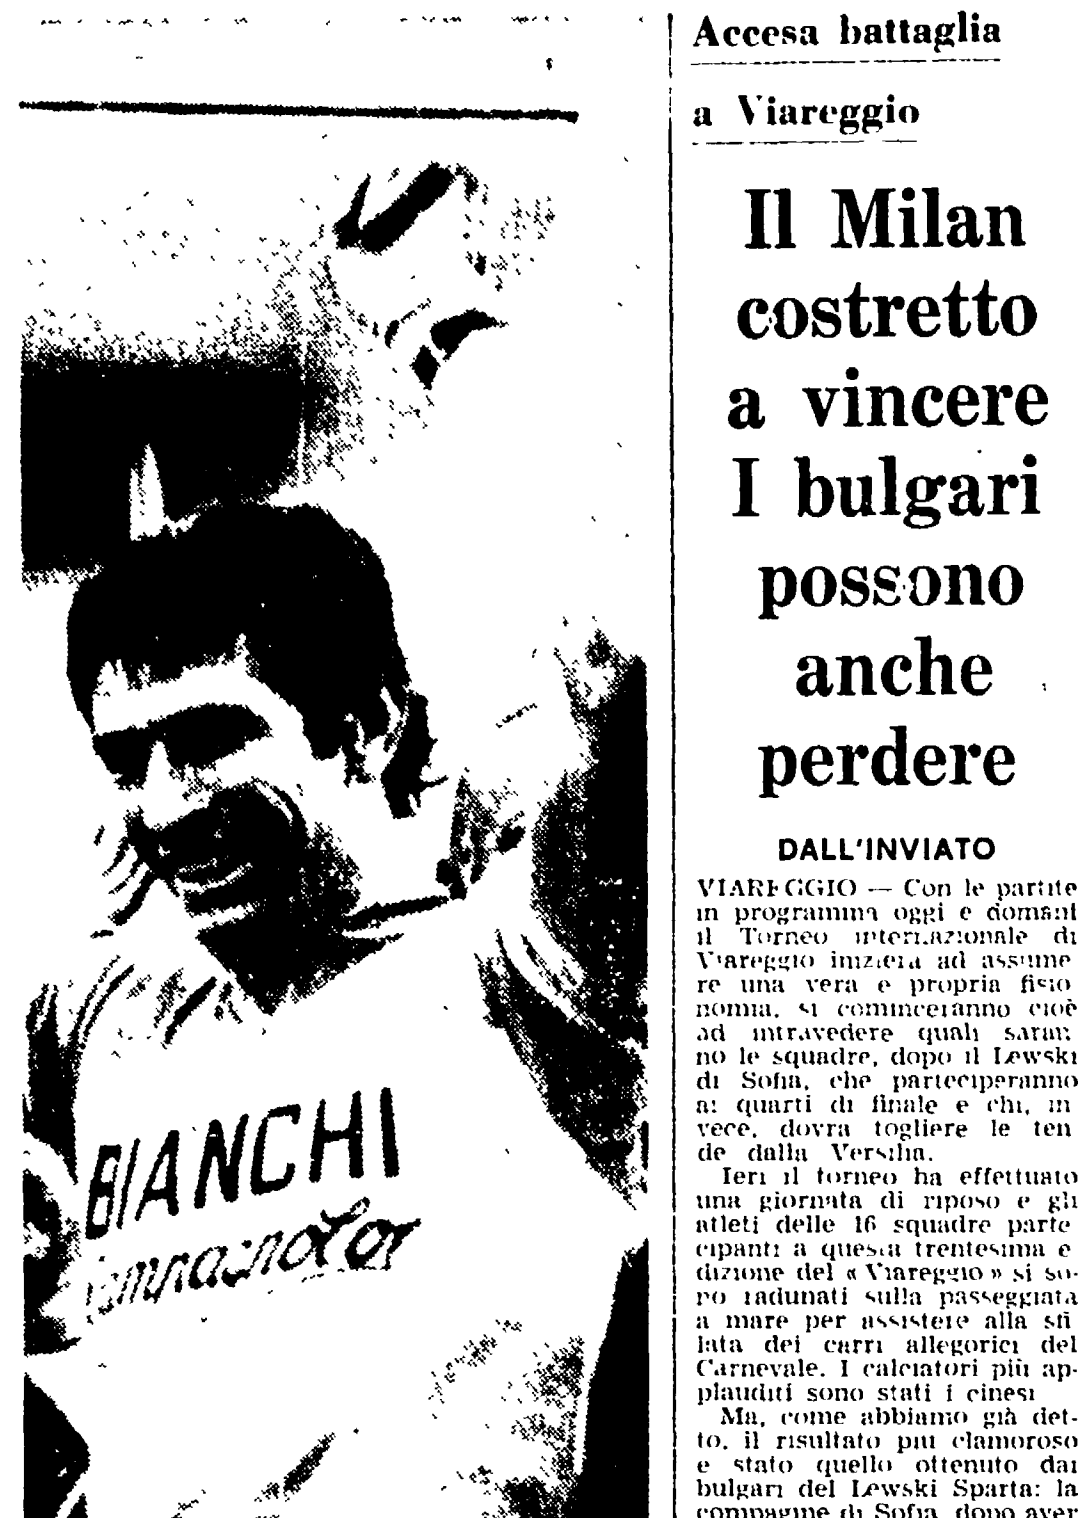 BIANCHI
Accesa battaglia
a Viareggio
Il Milan
costretto
a vincere
I bulgari
possono
anche
perdere
DALL'INVIATO
VIAREGGIO — Con le partite
in programma oggi e domani
il Torneo internazionale di
Viareggio inizierà ad assume
re una vera e propria fisio
nomia, si cominceranno cioè
ad intravedere quali saran
no le squadre, dopo il Lewski
di Sofia, che parteciperanno
ai quarti di finale e chi, in
vece, dovrà togliere le ten
de dalla Versilia.
Ieri il torneo ha effettuato
una giornata di riposo e gli
atleti delle 16 squadre parte
cipanti a questa trentesima e
dizione del « Viareggio » si so-
no radunati sulla passeggiata
a mare per assistere alla sfi
lata dei carri allegorici del
Carnevale. I calciatori più ap-
plauditi sono stati i cinesi
Ma, come abbiamo già det-
to, il risultato più clamoroso
è stato quello ottenuto dai
bulgari del Lewski Sparta: la
compagine di Sofia, dopo aver